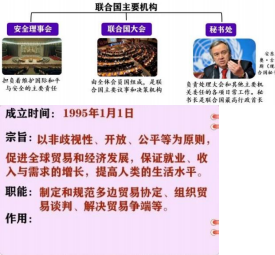 联合国主要机构
安全理事会
联合国大会
秘书处
担负着维护国际和平
与安全的主要责任
由全体会员国组成，是联
合国主要议事和决策机构
负责处理大会和其他主要机
关委任的各项日常工作。秘
书长是联合国最高行政首长
成立时间：1995年1月1日
宗旨：以非歧视性、开放、公平等为原则，
促进全球贸易和经济发展，保证就业、收
入与需求的增长，提高人类的生活水平。
职能：制定和规范多边贸易协定、组织贸
易谈判、解决贸易争端等。
作用：